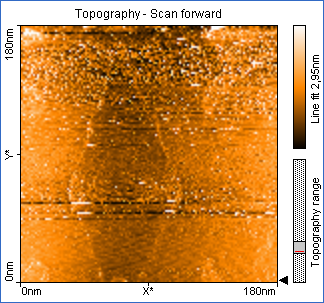 Topography - Scan forward
180nm
Y*
0nm
0nm
X*
180nm
Line fit 2,95nm
Topography range